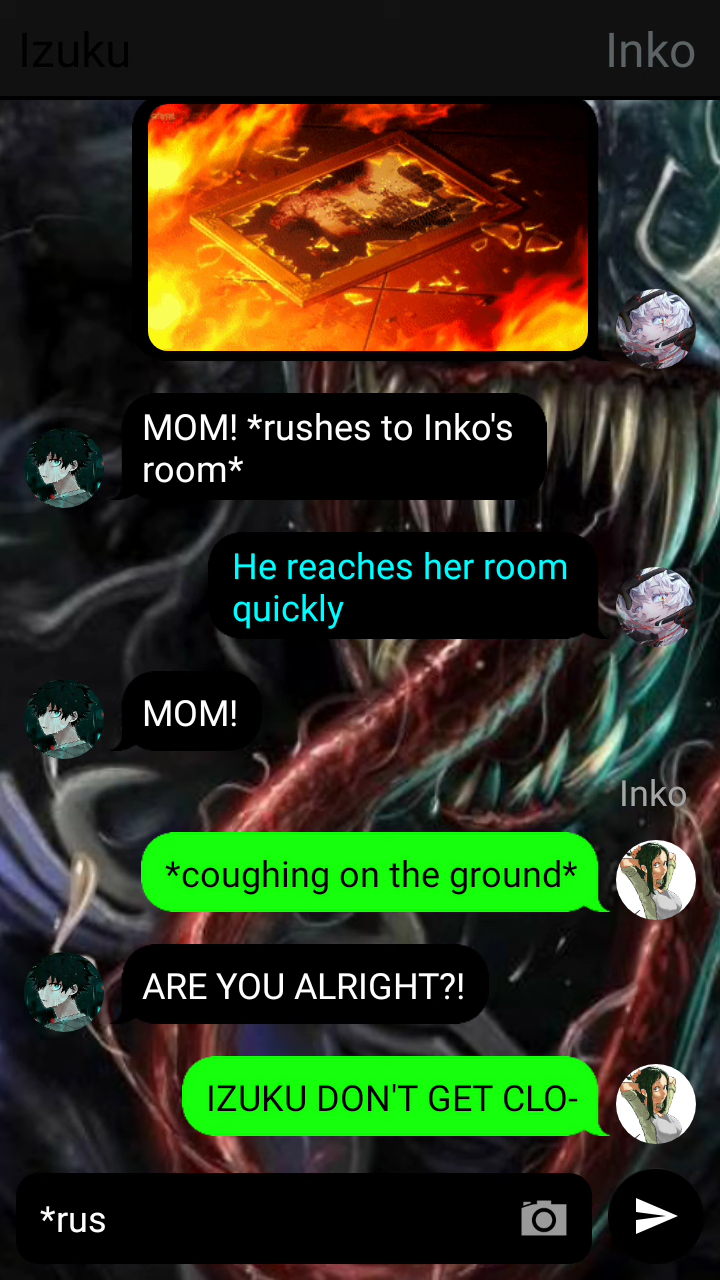 Izuku
Inko
MOM! *rushes to Inko's
room*
He reaches her room
quickly
MOM!
Inko
*coughing on the ground*
ARE YOU ALRIGHT?!
IZUKU DON'T GET CLO-
*rus